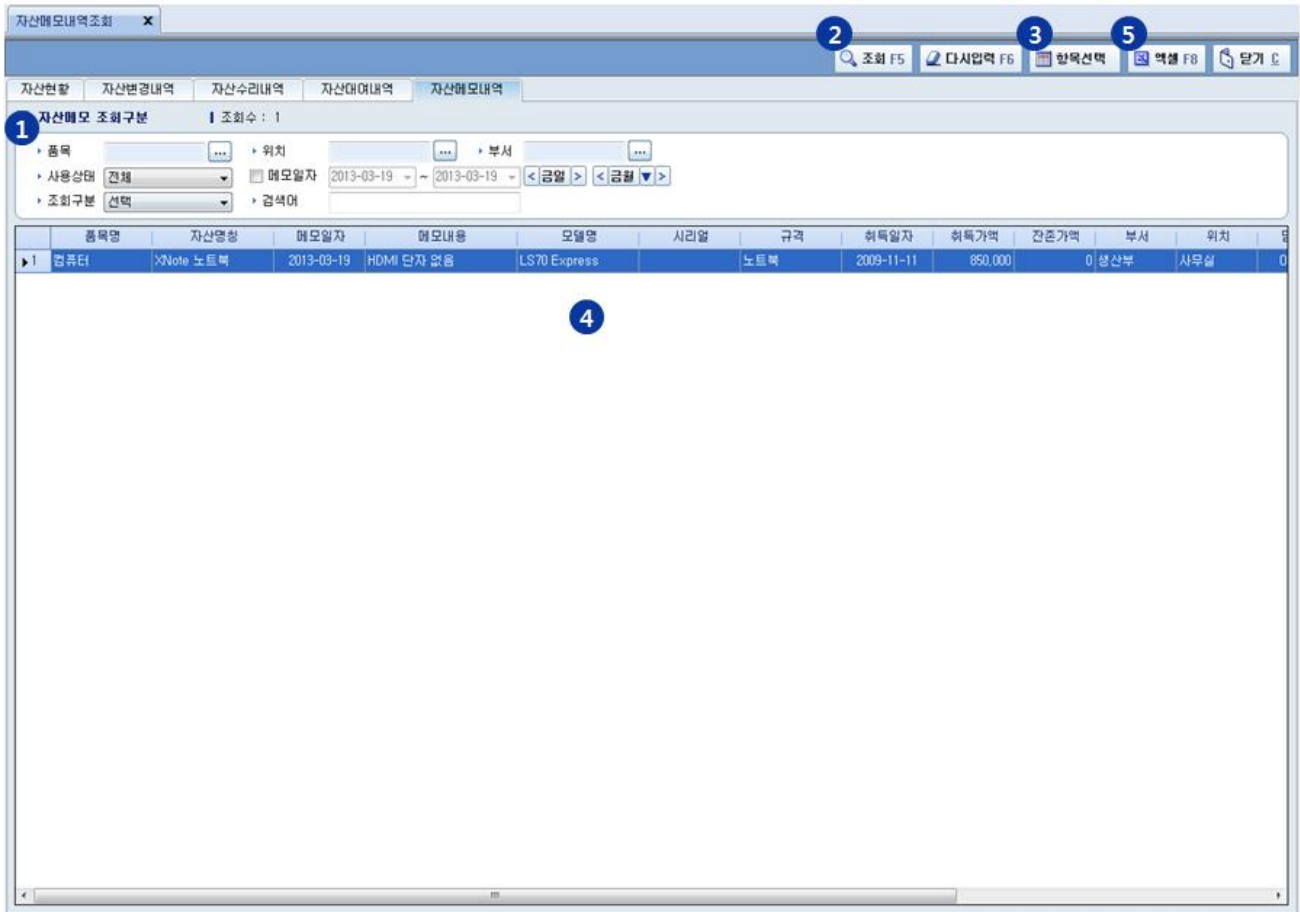 자산메모내역조회 x
2 3 5
조회 F5 다시입력 F6 항목선택 엑셀 F8 닫기 C
자산현황 자산변경내역 자산수리내역 자산대여내역 자산메모내역
1 자산메모 조회구분 조회수 : 1
품목 ... 위치 ... 부서 ...
사용상태 전체 메모일자 2013-03-19 ~ 2013-03-19 < 금일 > < 금월 ▼ >
조회구분 선택 검색어
품목명 자산명칭 메모일자 메모내용 모델명 시리얼 규격 취득일자 취득가액 잔존가액 부서 위치
1 컴퓨터 XNote 노트북 2013-03-19 HDMI 단자 없음 LS70 Express 노트북 2009-11-11 850,000 0 생산부 사무실 0
4